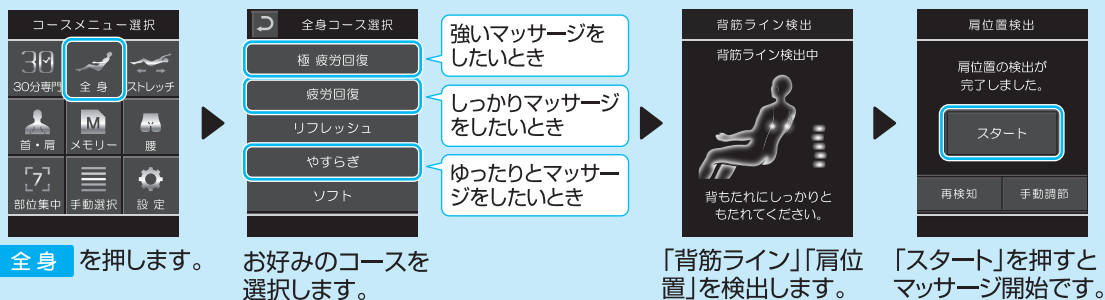 コースメニュー選択
30
30分専門
全 身
ストレッチ
首・肩
M
メモリー
腰
7
部位集中
手動選択
設 定
全 身 を押します。
全身コース選択
極 疲労回復
疲労回復
リフレッシュ
やすらぎ
ソフト
強いマッサージを
したいとき
しっかりマッサージ
をしたいとき
ゆったりとマッサー
ジをしたいとき
お好みのコースを
選択します。
背筋ライン検出
背筋ライン検出中
背もたれにしっかりと
もたれてください。
「背筋ライン」「肩位
置」を検出します。
肩位置検出
肩位置の検出が
完了しました。
スタート
再検知
手動調節
「スタート」を押すと
マッサージ開始です。